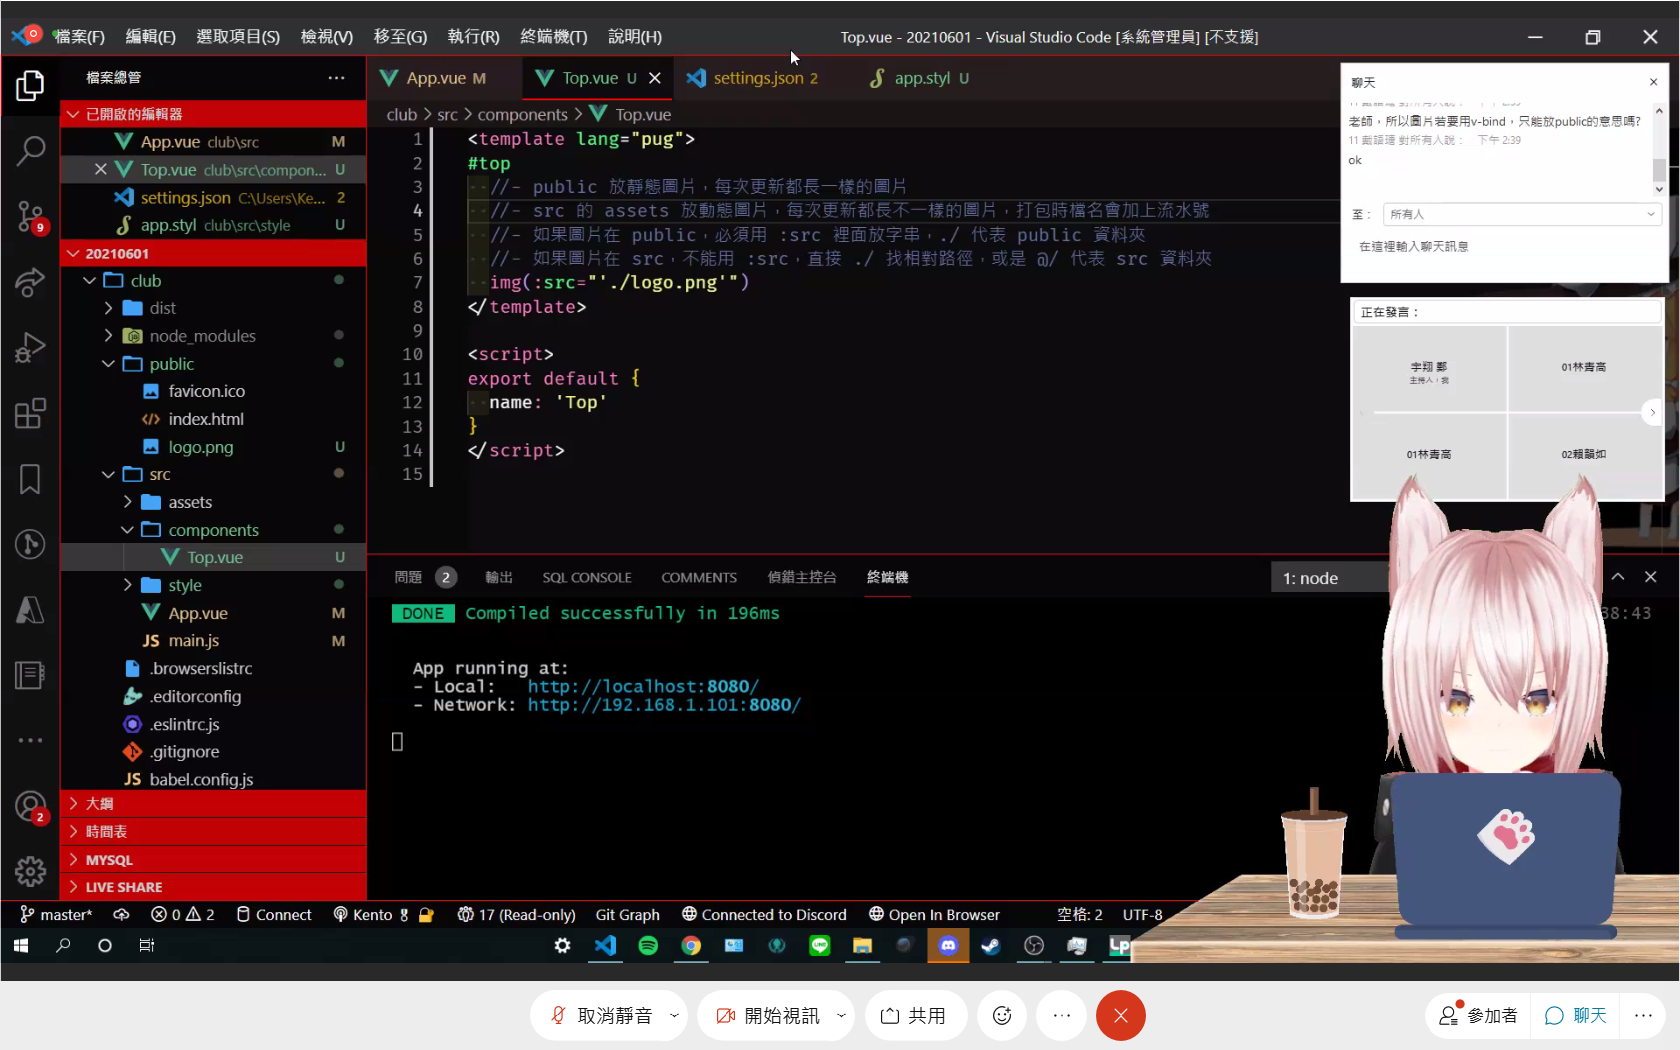 檔案(F) 編輯(E) 選取項目(S) 檢視(V) 移至(G) 執行(R) 終端機(T) 說明(H)
Top.vue - 20210601 - Visual Studio Code [系統管理員] [不支援]
檔案總管
已開啟的編輯器
App.vue club\src M
Top.vue club\src\compon... U
settings.json C:\Users\Ke... 2
app.styl club\src\style U
20210601
club
dist
node_modules
public
favicon.ico
index.html
logo.png U
src
assets
components
Top.vue U
style
App.vue M
JS main.js M
.browserslistrc
.editorconfig
.eslintrc.js
.gitignore
JS babel.config.js
大綱
時間表
MYSQL
LIVE SHARE
9
2
App.vue M
Top.vue U
settings.json 2
app.styl U
club > src > components > Top.vue
1 <template lang="pug">
2 #top
3 //- public 放靜態圖片，每次更新都長一樣的圖片
4 //- src 的 assets 放動態圖片，每次更新都長不一樣的圖片，打包時檔名會加上流水號
5 //- 如果圖片在 public，必須用 :src 裡面放字串，./ 代表 public 資料夾
6 //- 如果圖片在 src，不能用 :src，直接 ./ 找相對路徑，或是 @/ 代表 src 資料夾
7 img(:src="'./logo.png'")
8 </template>
9
10 <script>
11 export default {
12 name: 'Top'
13 }
14 </script>
15
問題 2 輸出 SQL CONSOLE COMMENTS 偵錯主控台 終端機
1: node
DONE Compiled successfully in 196ms
38:43
App running at:
- Local: http://localhost:8080/
- Network: http://192.168.1.101:8080/
聊天
老師，所以圖片若要用v-bind，只能放public的意思嗎?
11 戴語璉 對所有人說： 下午 2:39
ok
至： 所有人
在這裡輸入聊天訊息
正在發言：
宇翔 鄭
主持人，我
01林青高
01林青高
02賴韻如
master* 0 2 Connect Kento 17 (Read-only) Git Graph Connected to Discord Open In Browser 空格: 2 UTF-8
LINE
Lp
取消靜音 開始視訊 共用
參加者 聊天